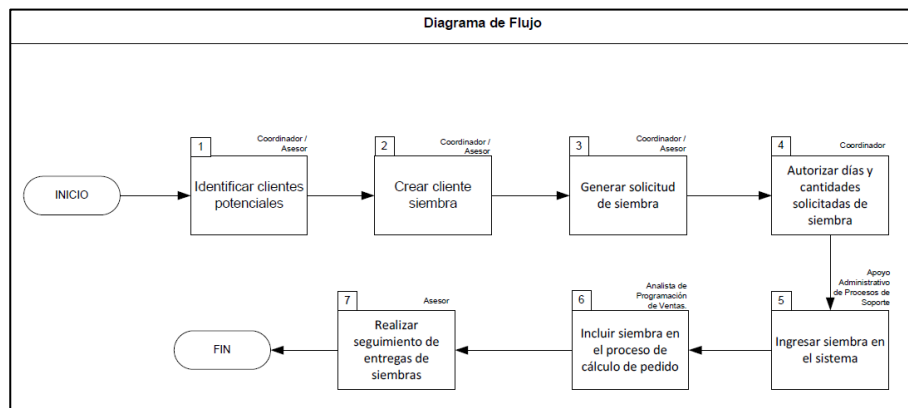 Diagrama de Flujo
INICIO
1
Coordinador /
Asesor
Identificar clientes
potenciales
2
Coordinador /
Asesor
Crear cliente
siembra
3
Coordinador /
Asesor
Generar solicitud
de siembra
4
Coordinador
Autorizar días y
cantidades
solicitadas de
siembra
5
Apoyo
Administrativo
de Procesos de
Soporte
Ingresar siembra en
el sistema
6
Analista de
Programación
de Ventas.
Incluir siembra en
el proceso de
cálculo de pedido
7
Asesor
Realizar
seguimiento de
entregas de
siembras
FIN